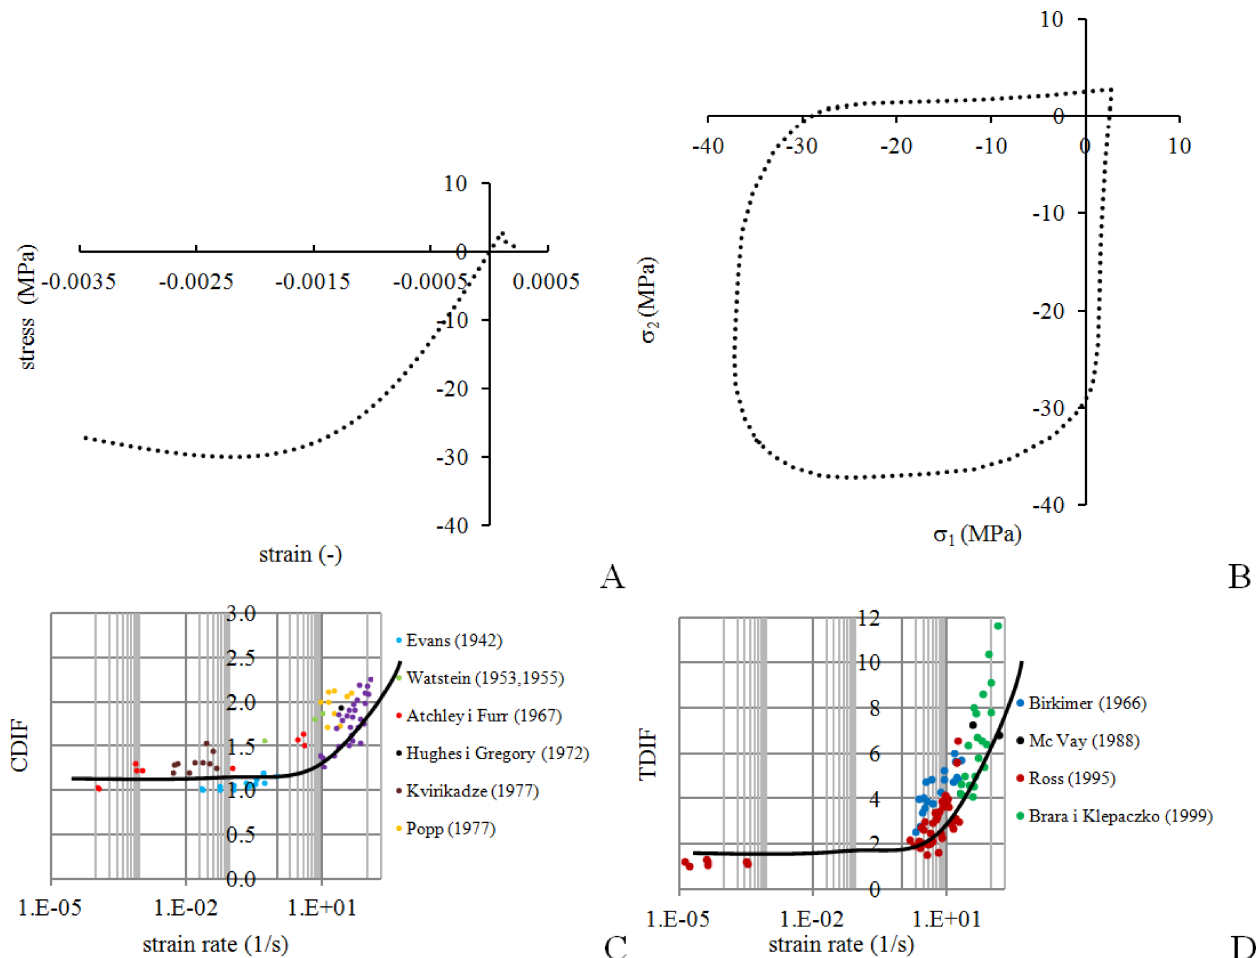 10
0
-0.0035 -0.0025 -0.0015 -0.0005 0.0005
-10
-20
-30
-40
stress (MPa)
strain (-)
A
10
0
-40 -30 -20 -10 0 10
-10
-20
-30
-40
σ2 (MPa)
σ1 (MPa)
B
3.0
2.5
2.0
1.5
1.0
0.5
0.0
CDIF
1.E-05 1.E-02 1.E+01
strain rate (1/s)
Evans (1942)
Watstein (1953,1955)
Atchley i Furr (1967)
Hughes i Gregory (1972)
Kvirikadze (1977)
Popp (1977)
C
12
10
8
6
4
2
0
TDIF
1.E-05 1.E-02 1.E+01
strain rate (1/s)
Birkimer (1966)
Mc Vay (1988)
Ross (1995)
Brara i Klepaczko (1999)
D